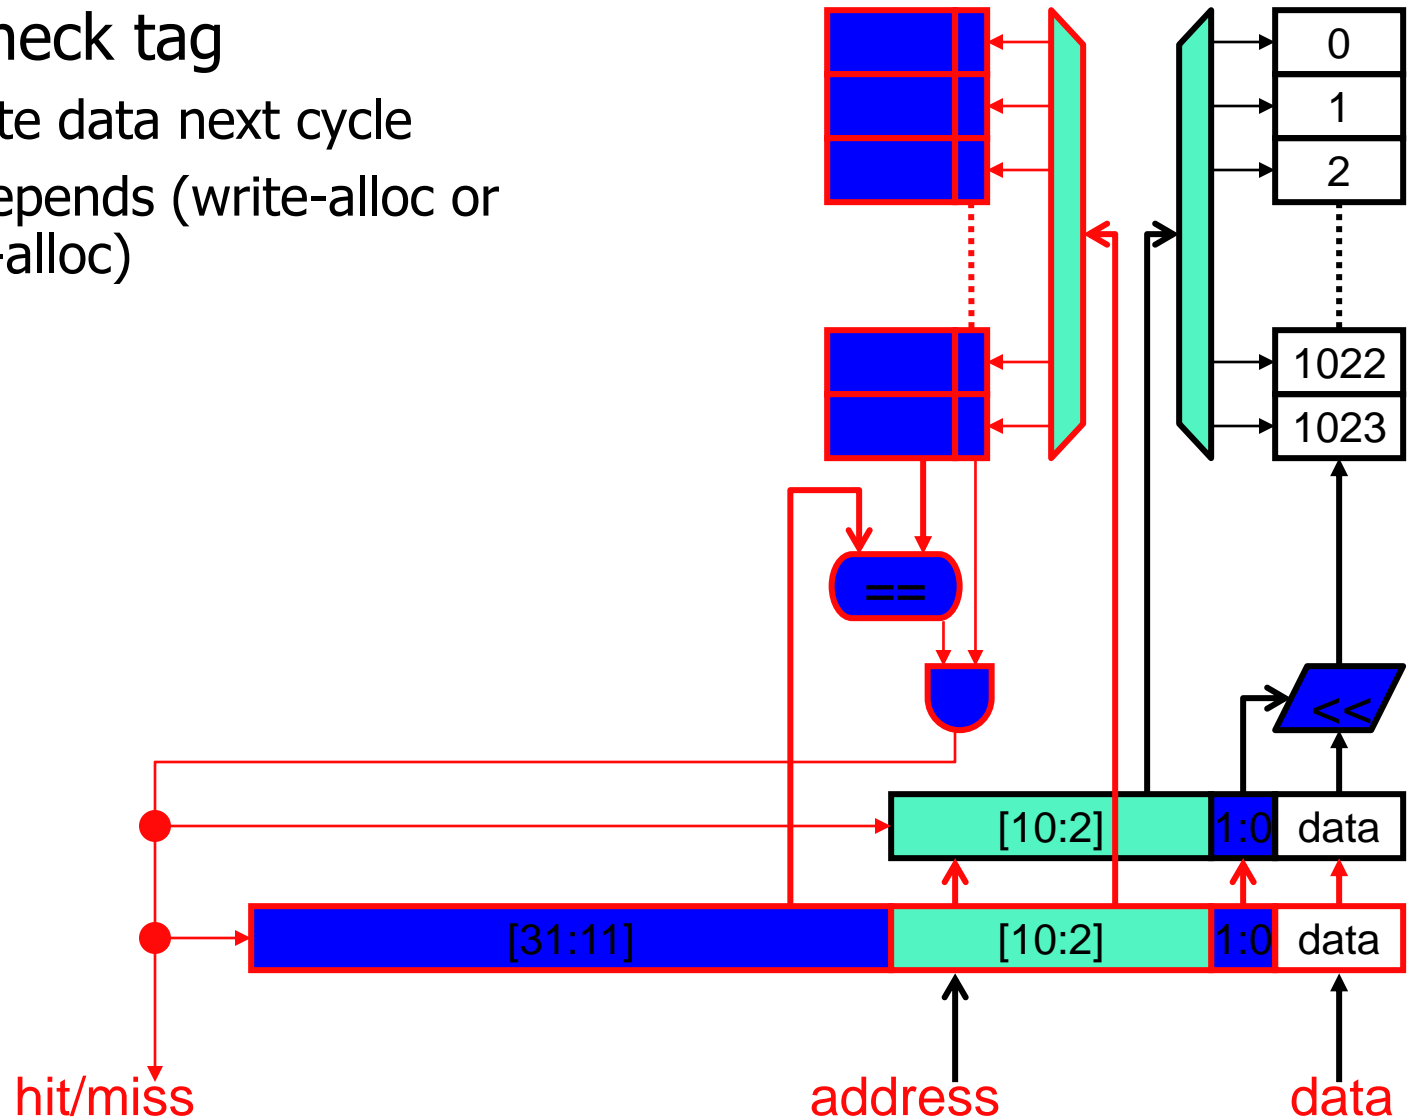 heck tag
te data next cycle
epends (write-alloc or
-alloc)
0
1
2
1022
1023
==
<<
[10:2]
1:0
data
[31:11]
[10:2]
1:0
data
hit/miss
address
data